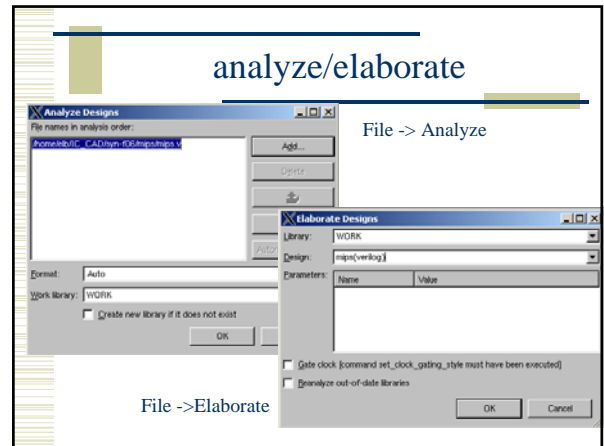 analyze/elaborate
Analyze Designs
File names in analysis order:
/home/elb/IC_CAD/syn-f06/mips/mips.v
Add...
Delete
Format: Auto
Work library: WORK
Create new library if it does not exist
OK
File -> Analyze
Elaborate Designs
Library: WORK
Design: mips(verilog)
Parameters:
Name Value
Gate clock [command set_clock_gating_style must have been executed]
Reanalyze out-of-date libraries
OK Cancel
File ->Elaborate